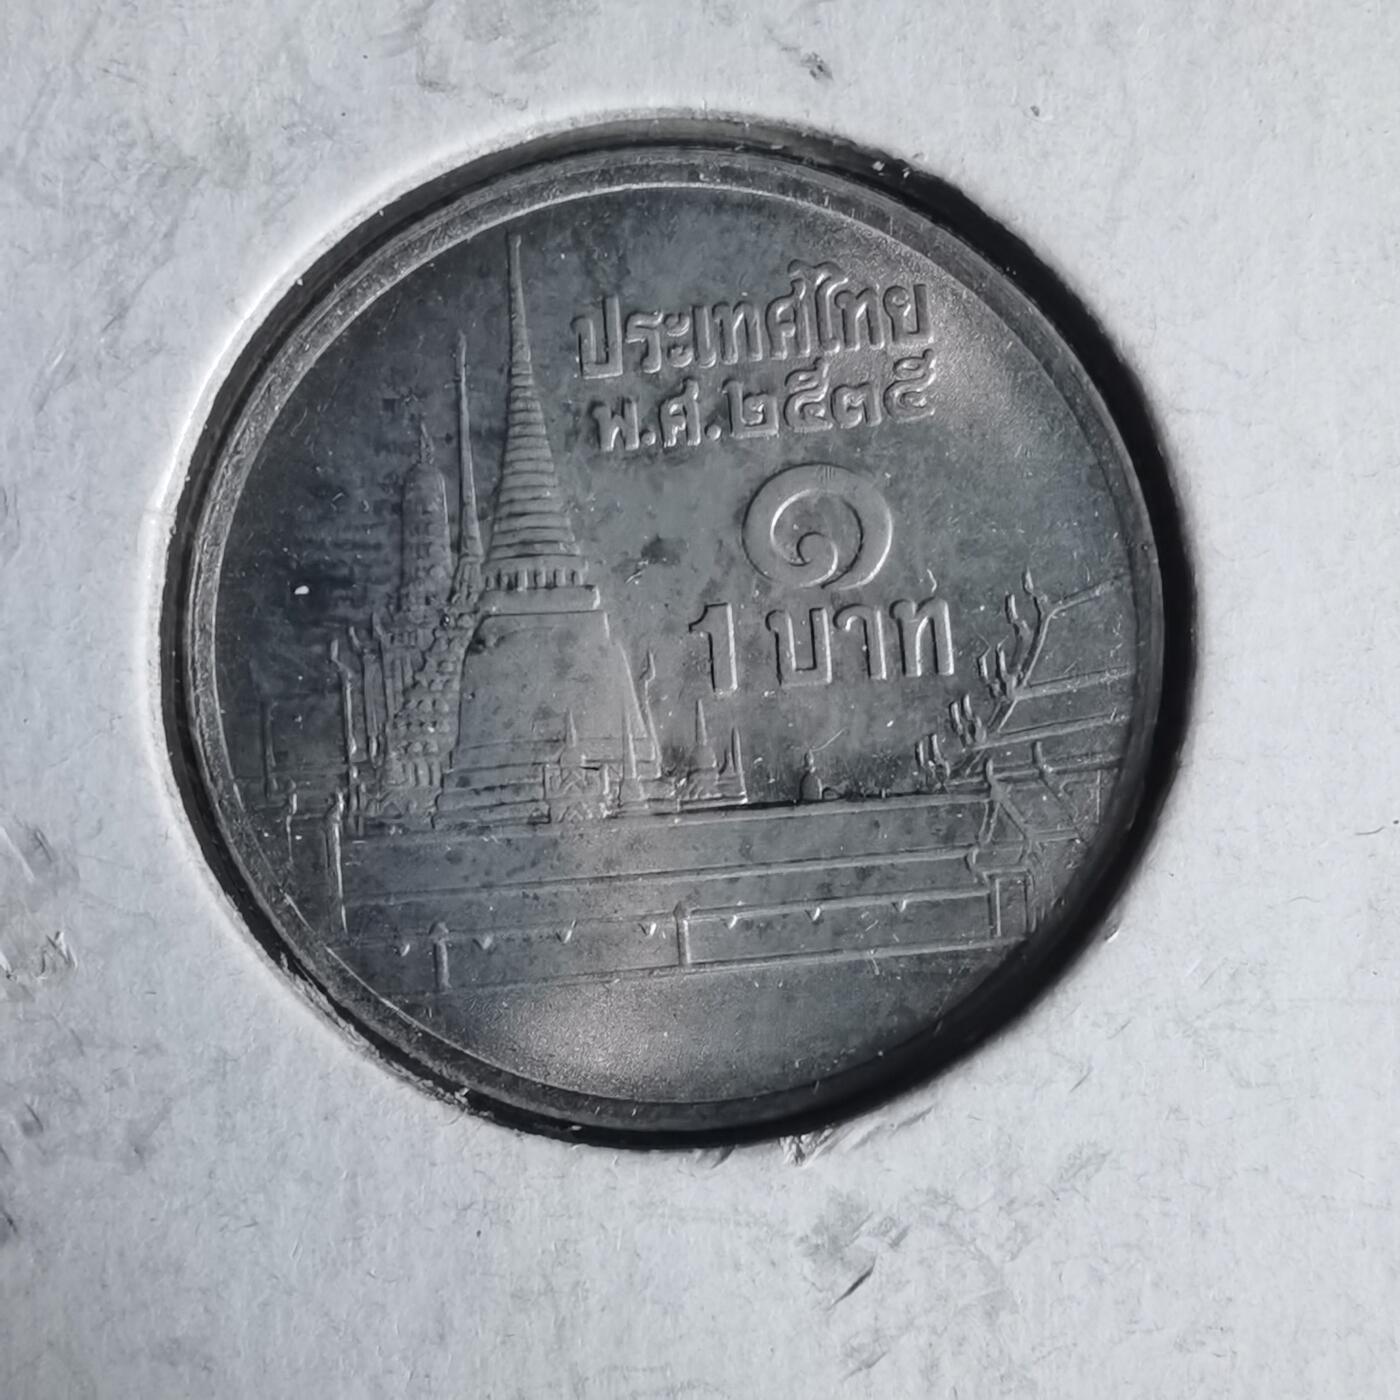 ประเทศไทย
พ.ศ.๒๕๓๕
๑
1 บาท